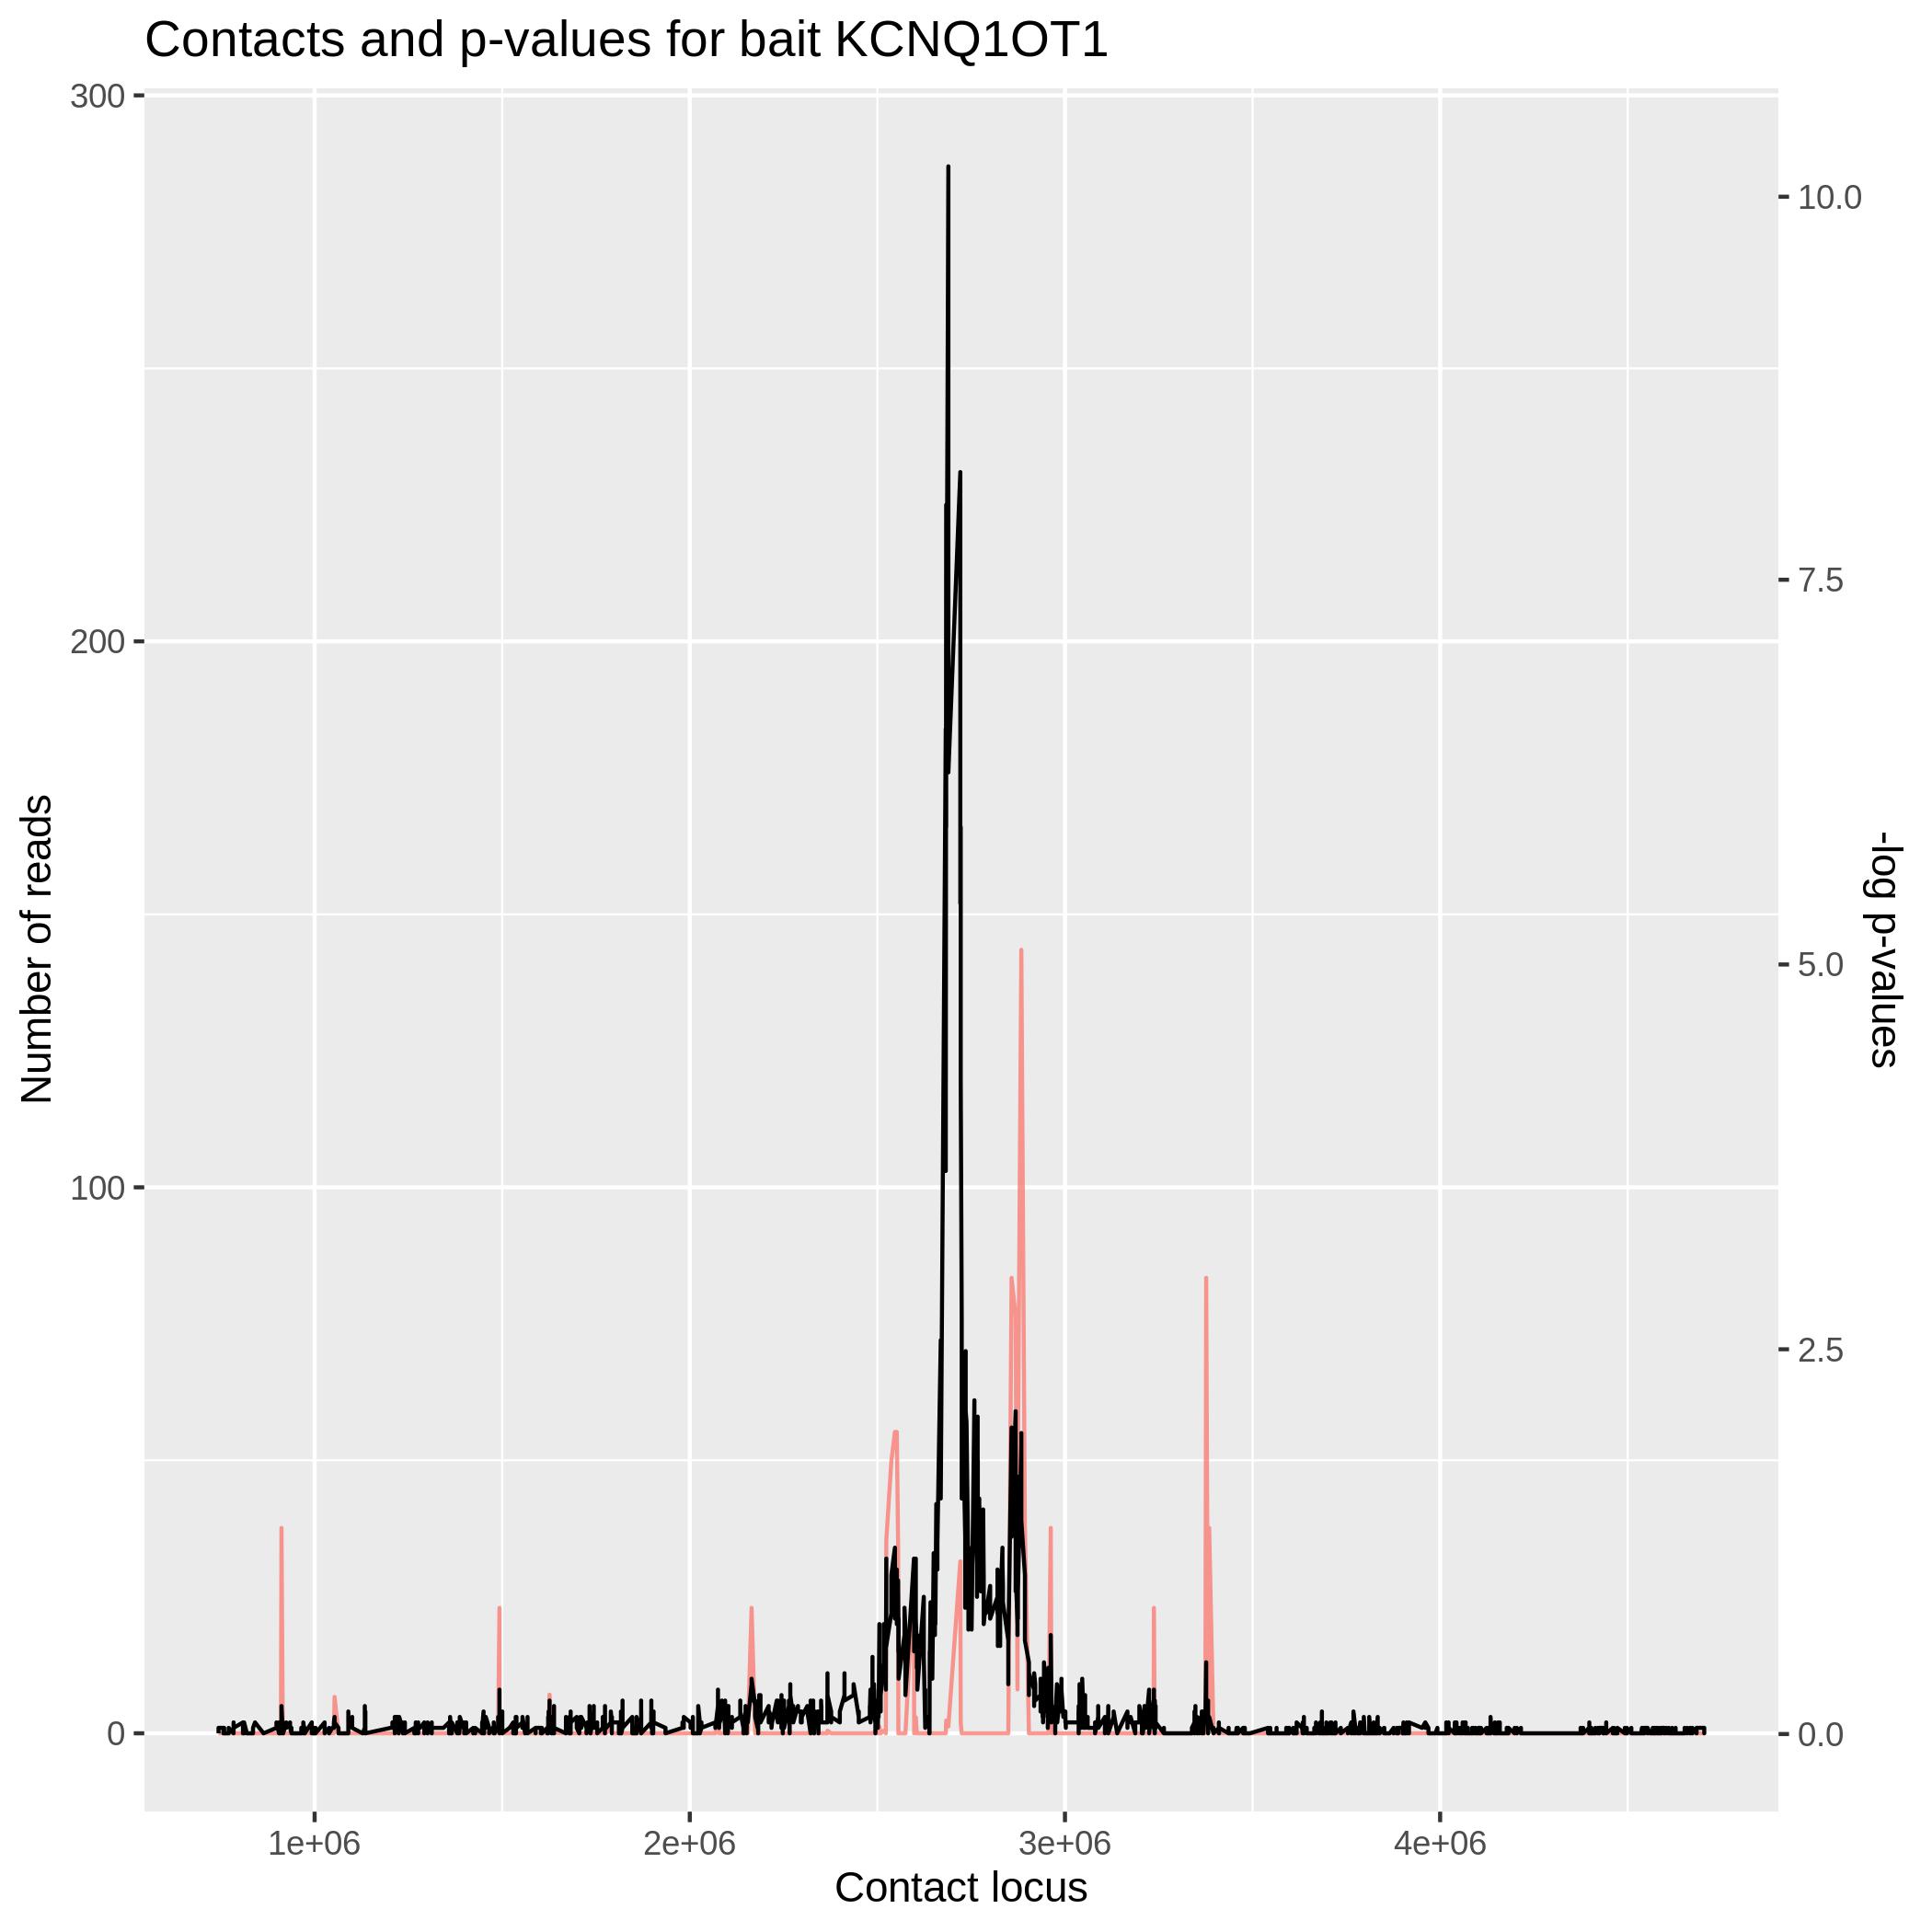 Contacts and p-values for bait KCNQ1OT1
300
200
100
0
Number of reads
10.0
7.5
5.0
2.5
0.0
-log p-values
1e+06 2e+06 3e+06 4e+06
Contact locus